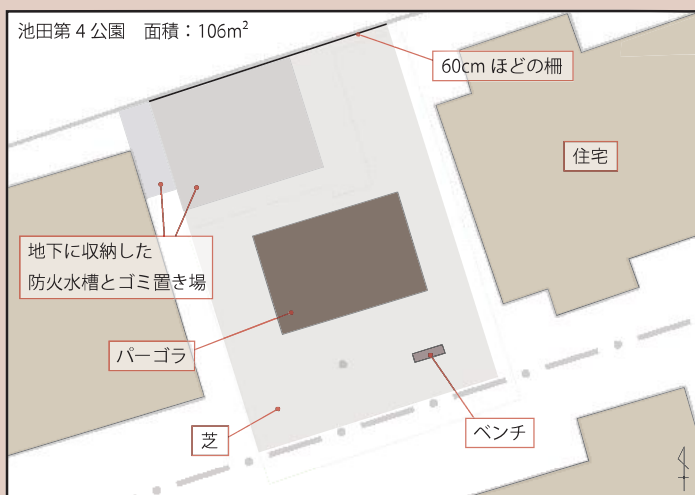 池田第4公園　面積：106m²
60cm ほどの柵
住宅
地下に収納した
防火水槽とゴミ置き場
パーゴラ
ベンチ
芝